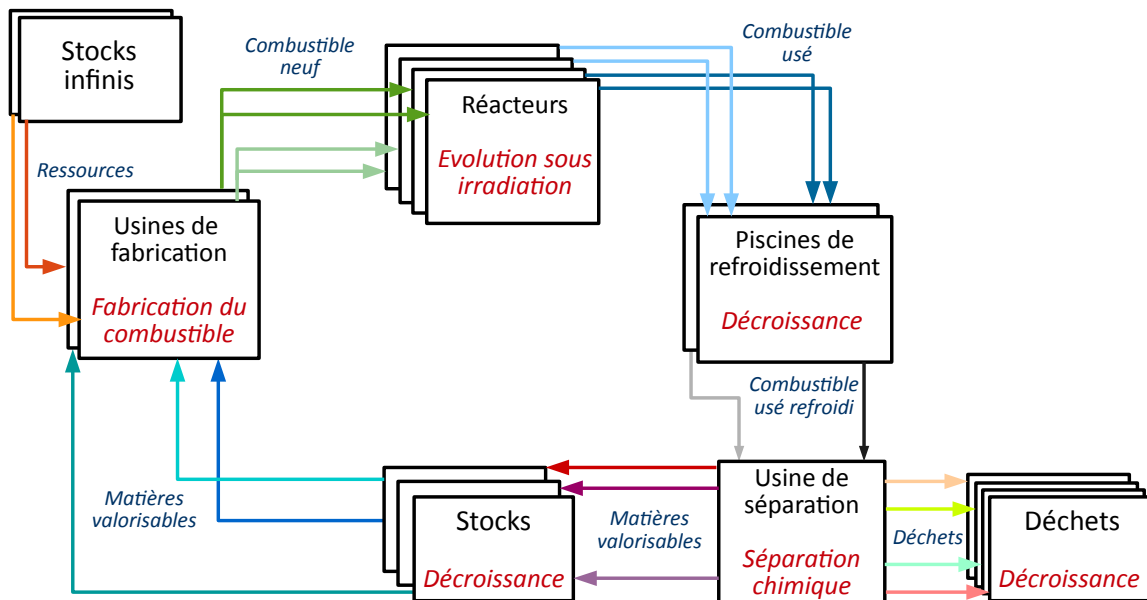 Stocks
infinis
Combustible
neuf
Combustible
usé
Réacteurs
Evolution sous
irradiation
Ressources
Usines de
fabrication
Fabrication du
combustible
Piscines de
refroidissement
Décroissance
Combustible
usé refroidi
Matières
valorisables
Stocks
Décroissance
Matières
valorisables
Usine de
séparation
Séparation
chimique
Déchets
Déchets
Décroissance